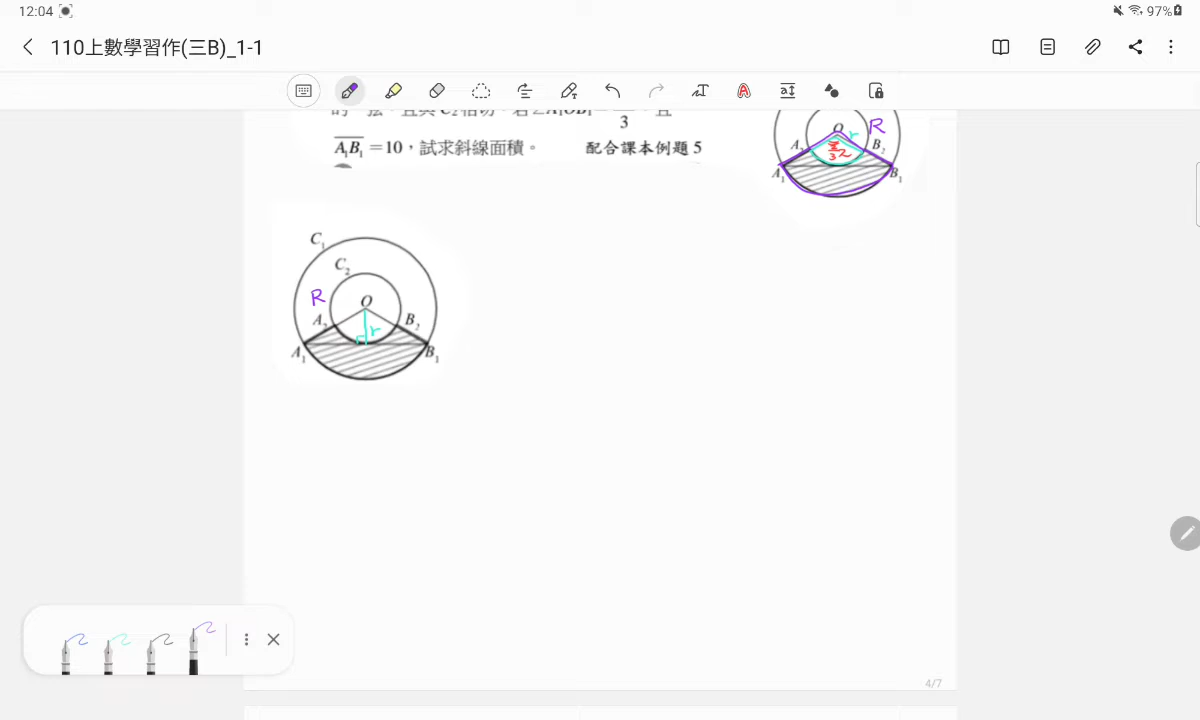 12:04 97%
110上數學習作(三B)_1-1
3
A₁B₁ =10，試求斜線面積。 配合課本例題 5
O r R
A₂ π/3 B₂
A₁ B₁
C₁
C₂
R O
A₂ r B₂
A₁ B₁
4/7